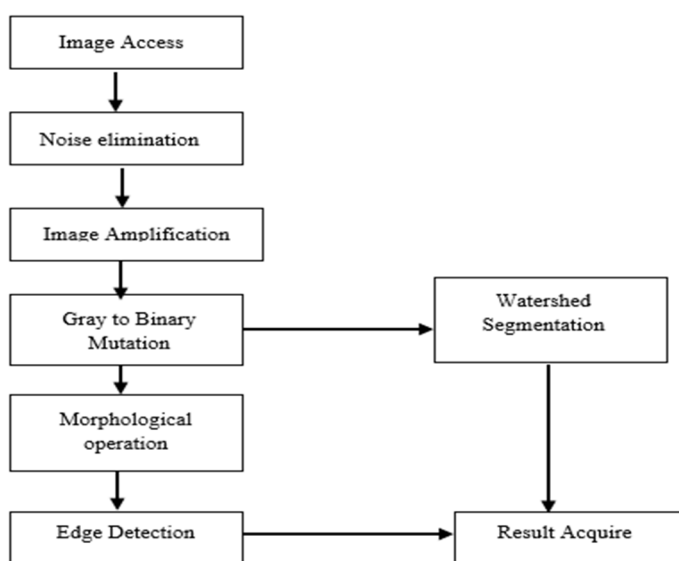 Image Access
Noise elimination
Image Amplification
Gray to Binary
Mutation
Watershed
Segmentation
Morphological
operation
Edge Detection
Result Acquire